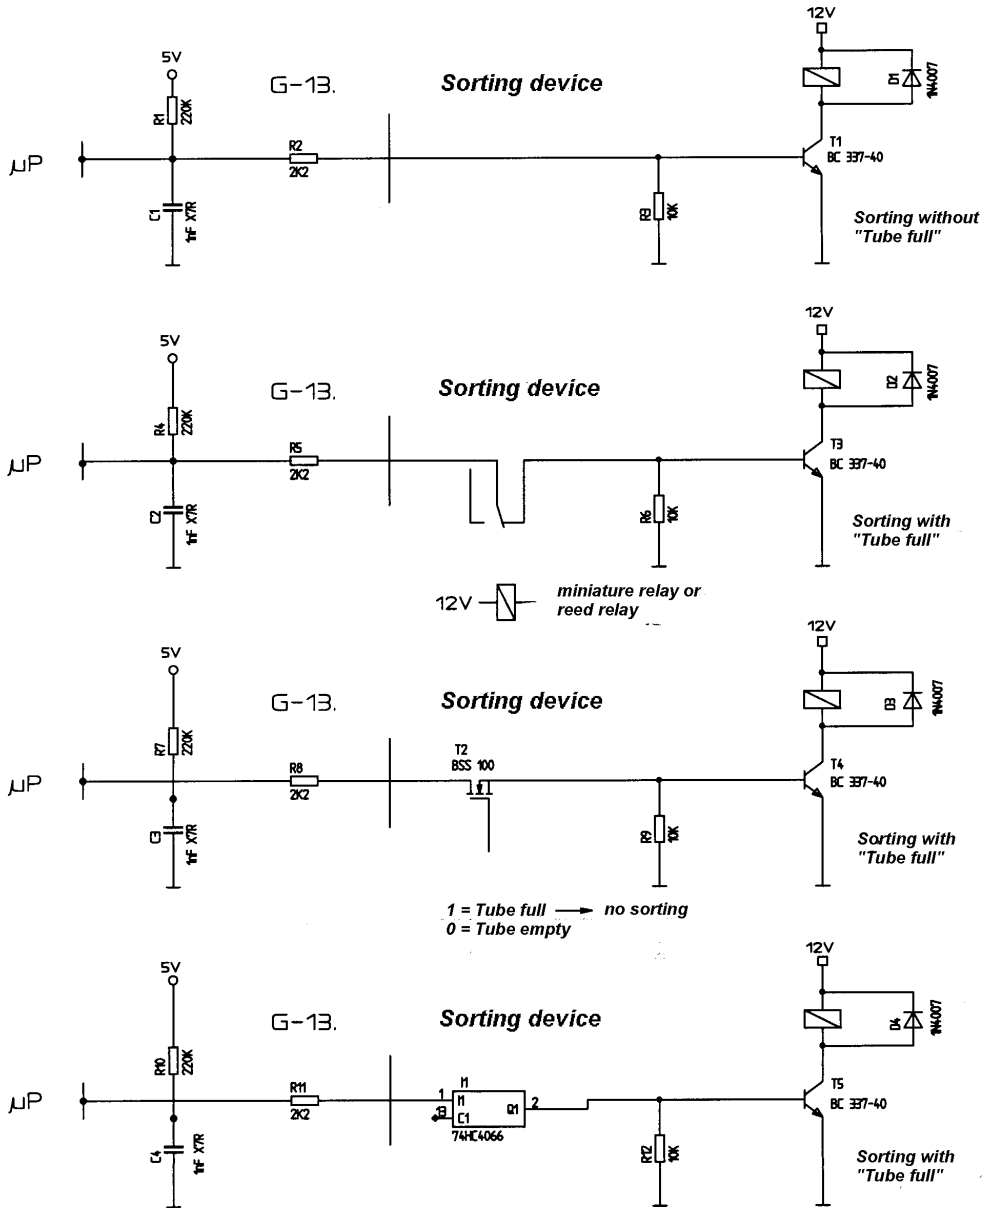 12V
5V
G-13.
Sorting device
D1
1N4007
R1
220K
R2
2K2
T1
BC 337-40
µP
C1
1nF X7R
R3
10K
Sorting without
"Tube full"
12V
5V
G-13.
Sorting device
D2
1N4007
R4
220K
R5
2K2
T3
BC 337-40
µP
C2
1nF X7R
R6
10K
Sorting with
"Tube full"
12V
miniature relay or
reed relay
12V
5V
G-13.
Sorting device
D3
1N4007
R7
220K
R8
2K2
T2
BSS 100
T4
BC 337-40
µP
C3
1nF X7R
R9
10K
Sorting with
"Tube full"
1 = Tube full no sorting
0 = Tube empty
12V
5V
G-13.
Sorting device
D4
1N4007
R10
220K
R11
2K2
M
1 M
13 C1
Q1 2
74HC4066
T5
BC 337-40
µP
C4
1nF X7R
R12
10K
Sorting with
"Tube full"